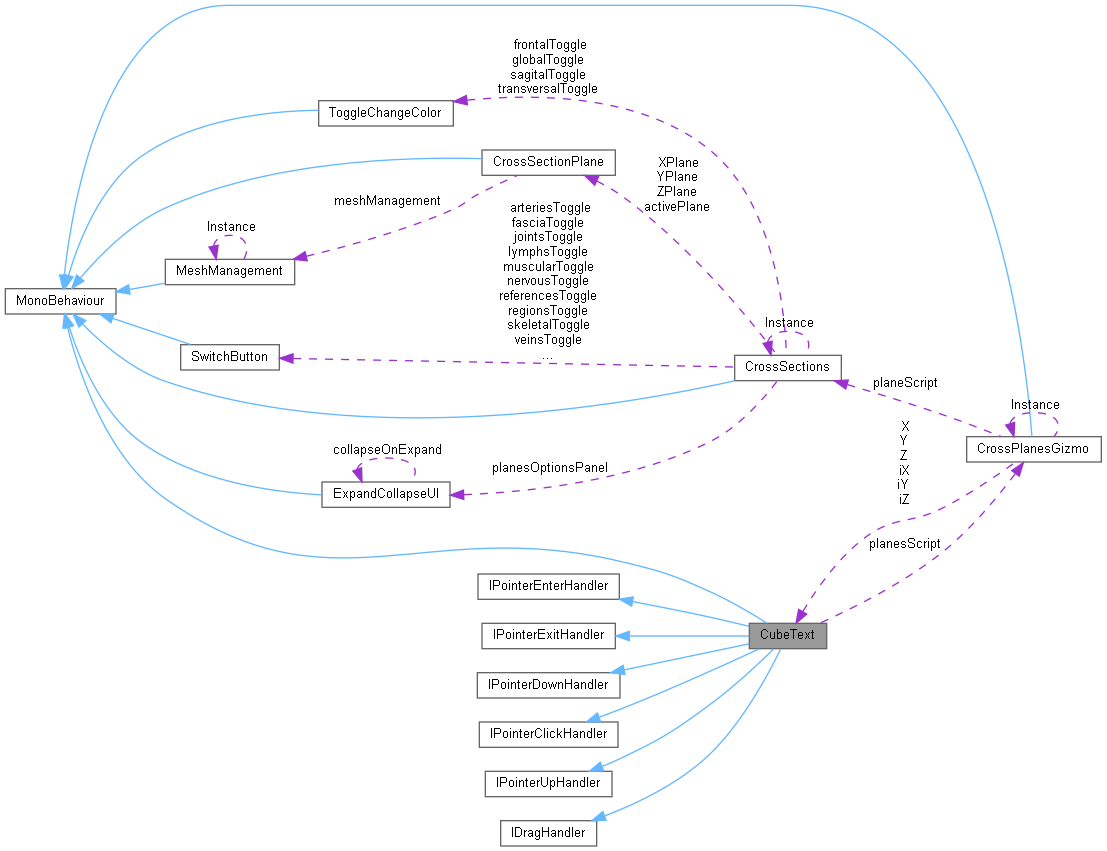 frontalToggle
globalToggle
sagitalToggle
transversalToggle
ToggleChangeColor
CrossSectionPlane
XPlane
YPlane
ZPlane
activePlane
meshManagement
arteriesToggle
fasciaToggle
jointsToggle
lymphsToggle
muscularToggle
nervousToggle
referencesToggle
regionsToggle
skeletalToggle
veinsToggle
...
Instance
MeshManagement
MonoBehaviour
Instance
SwitchButton
CrossSections
planeScript
Instance
CrossPlanesGizmo
X
Y
Z
iX
iY
iZ
collapseOnExpand
planesOptionsPanel
ExpandCollapseUI
planesScript
IPointerEnterHandler
IPointerExitHandler
CubeText
IPointerDownHandler
IPointerClickHandler
IPointerUpHandler
IDragHandler